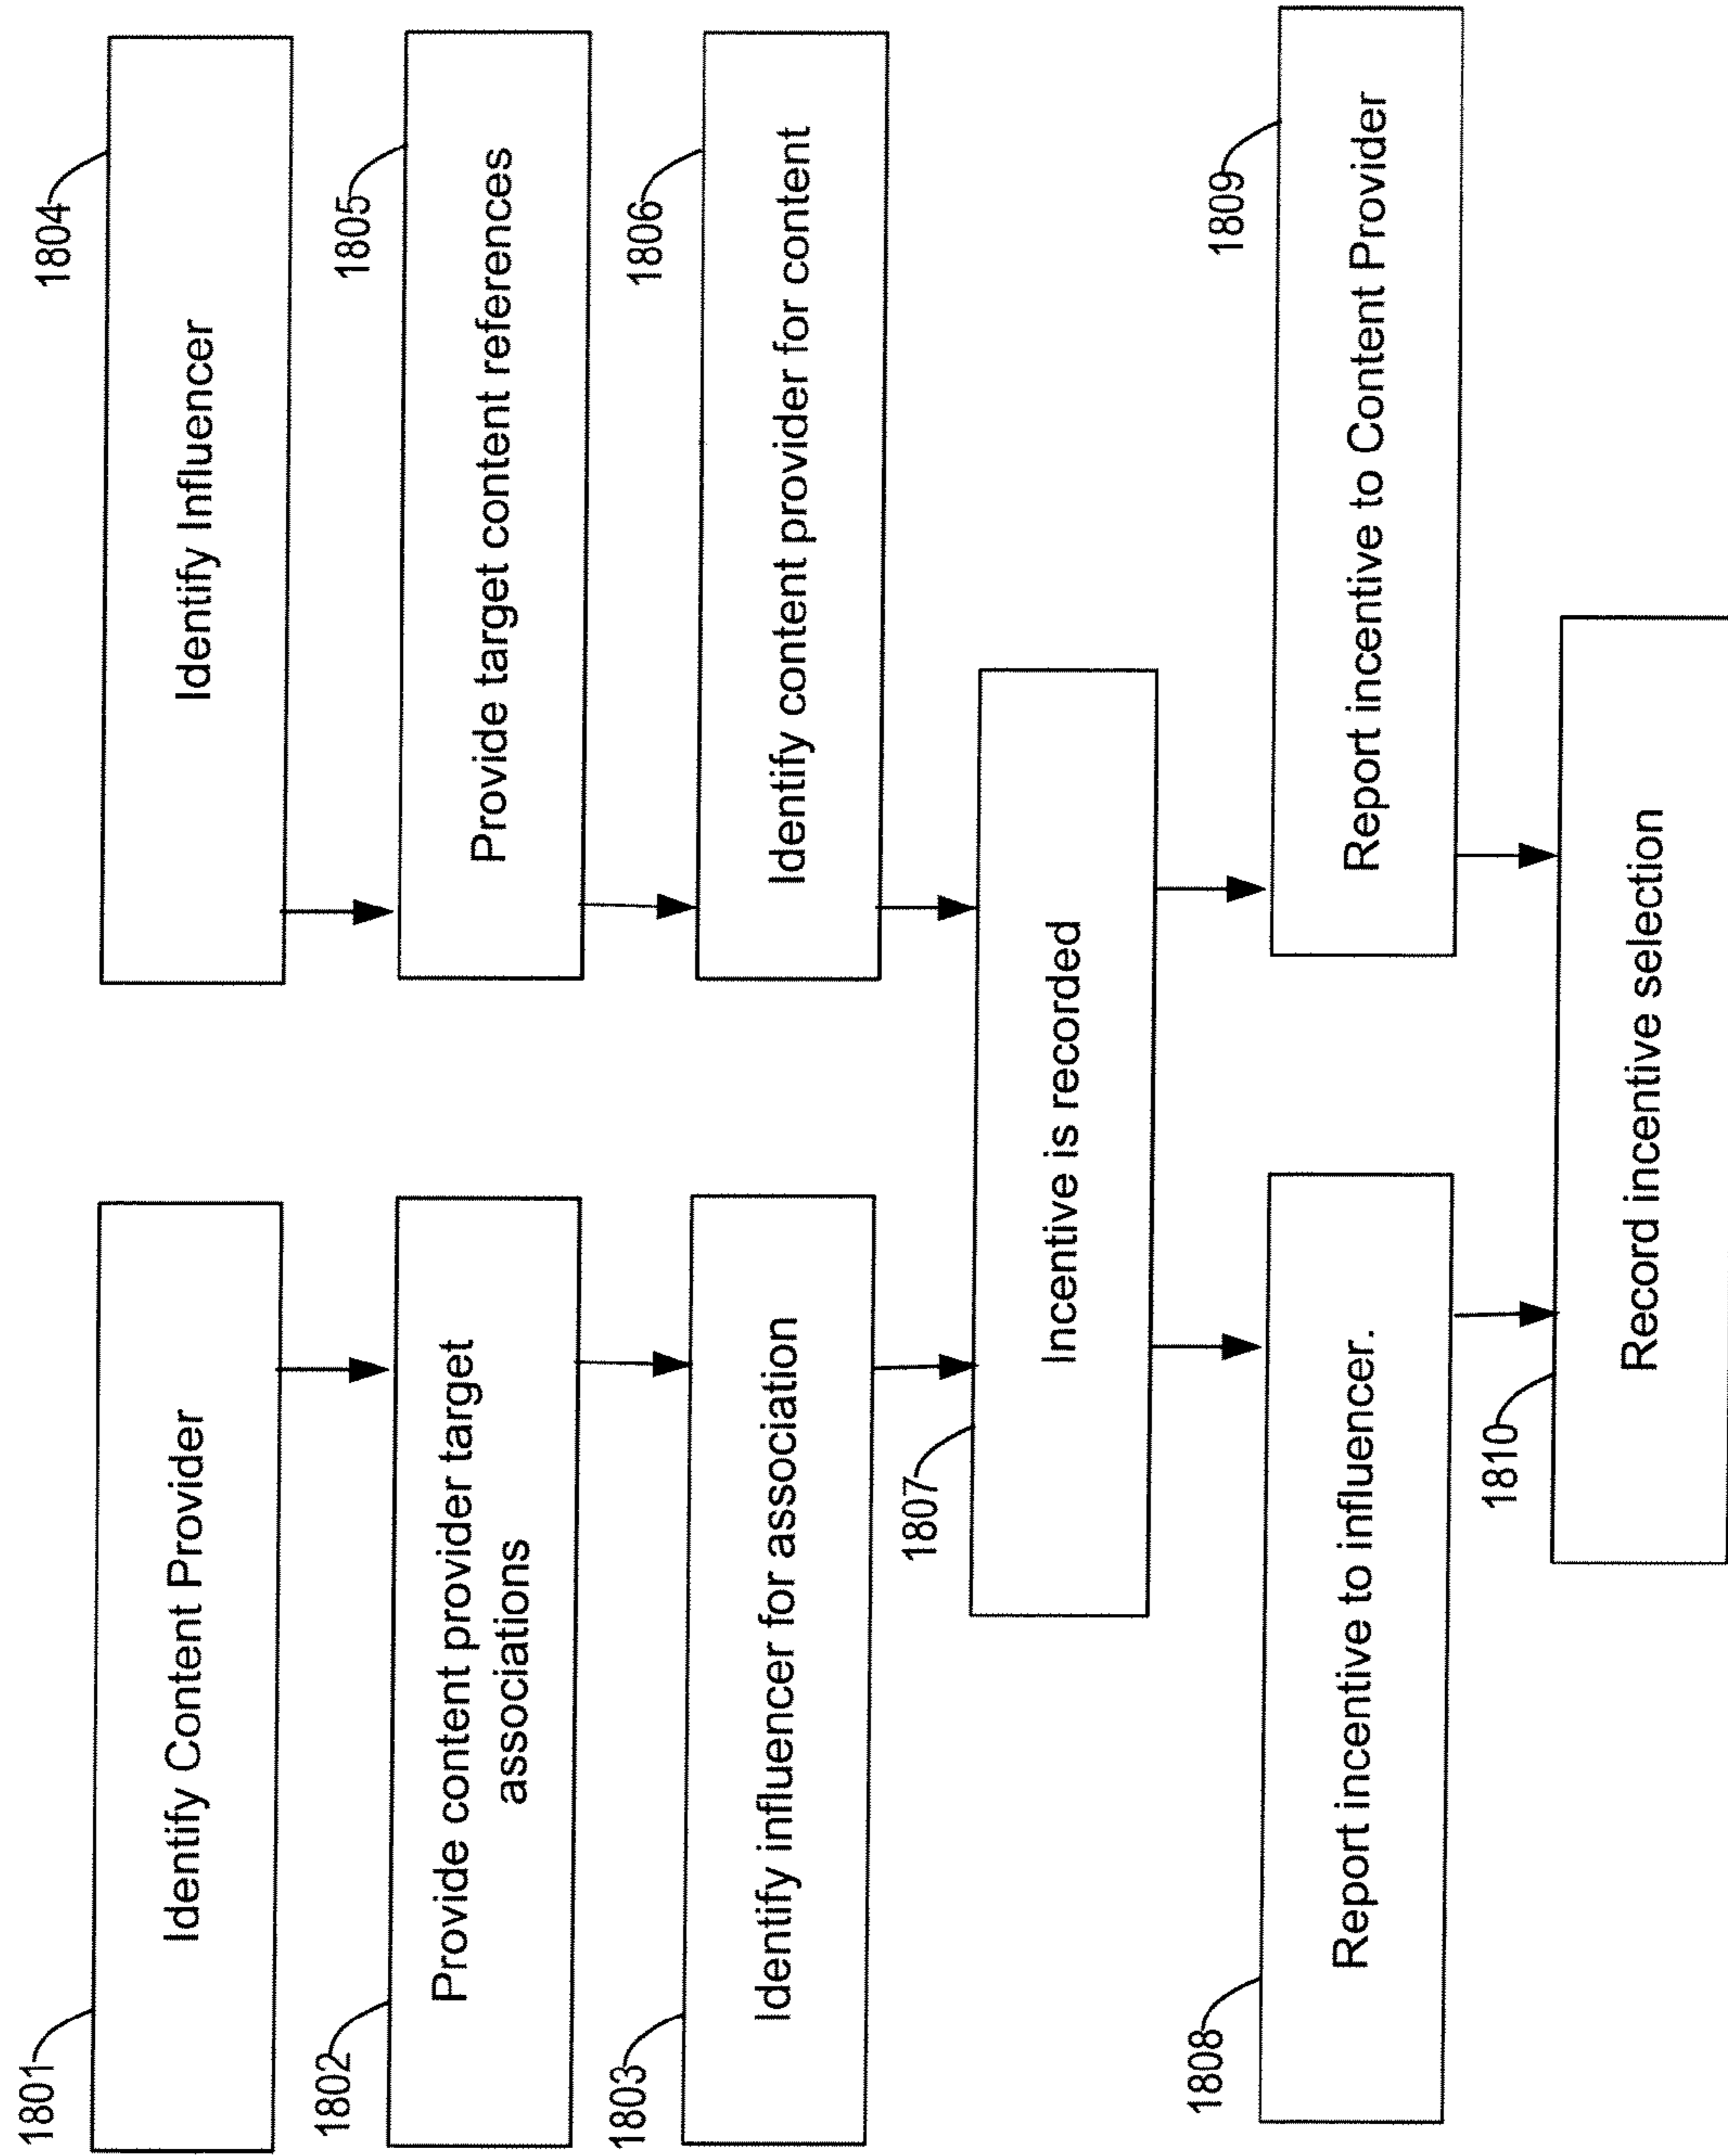 1801
Identify Content Provider
1802
Provide content provider target
associations
1803
Identify influencer for association
1804
Identify Influencer
1805
Provide target content references
1806
Identify content provider for content
1807
Incentive is recorded
1808
Report incentive to influencer.
1809
Report incentive to Content Provider
1810
Record incentive selection